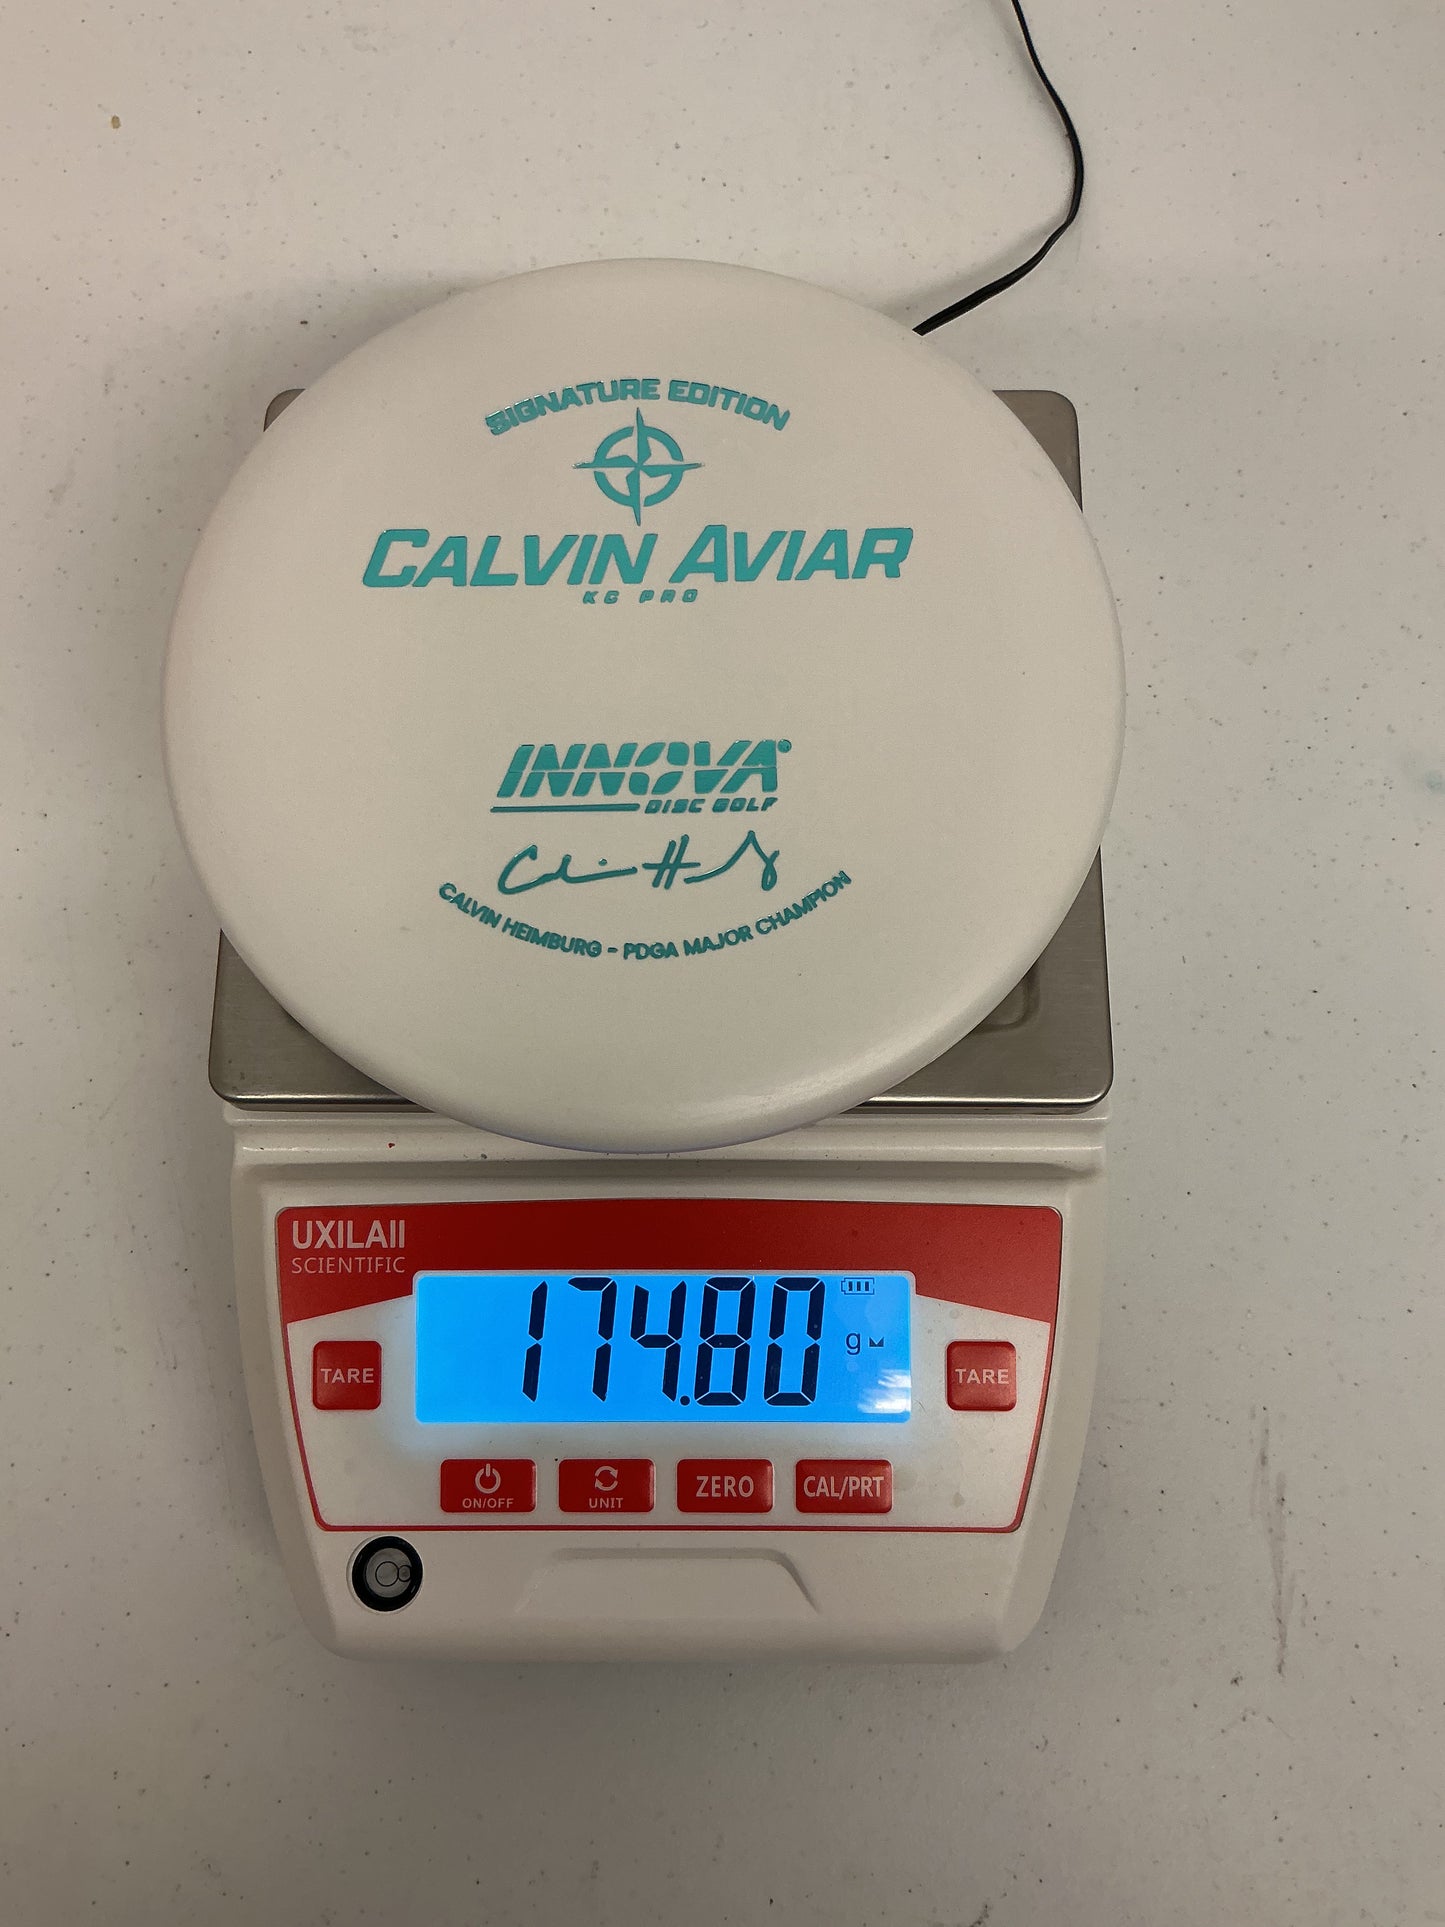 SIGNATURE EDITION
CALVIN AVIAR
KC PRO
INNOVA®
DISC GOLF
CALVIN HEIMBURG - PDGA MAJOR CHAMPION
UXILAII
SCIENTIFIC
174.80 g
TARE
TARE
ON/OFF
UNIT
ZERO
CAL/PRT